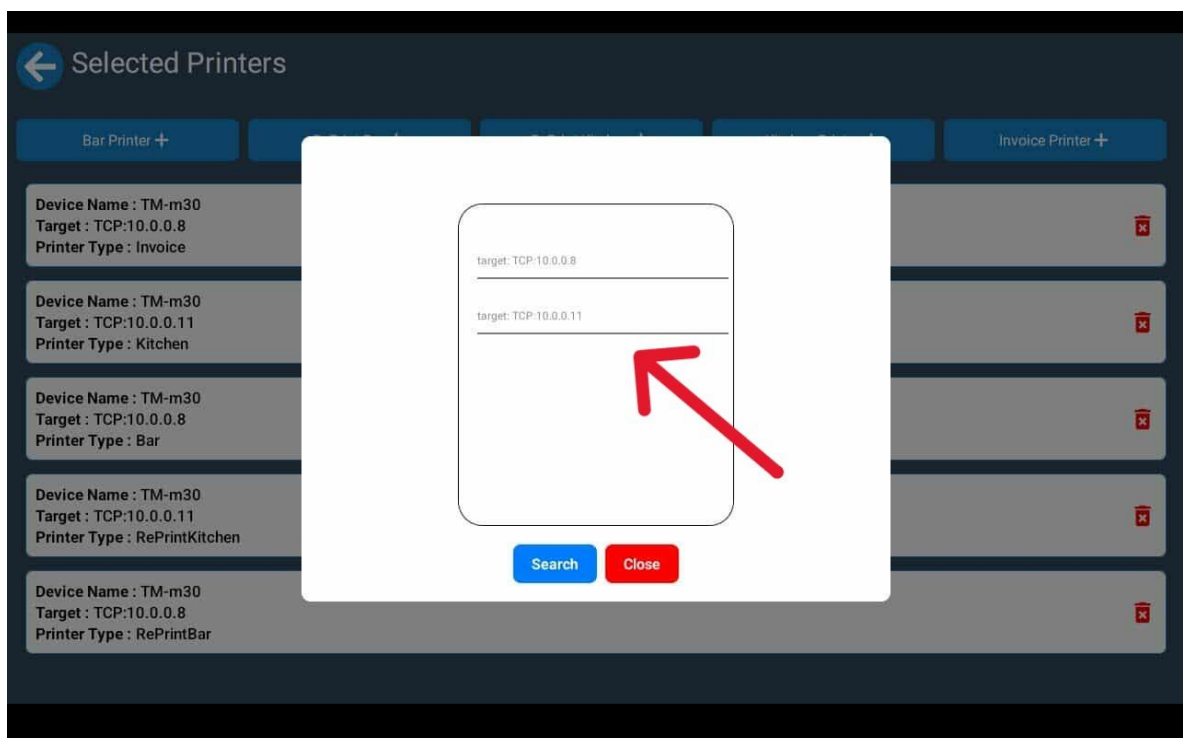 Selected Printers
Bar Printer +
Invoice Printer +
Device Name : TM-m30
Target : TCP:10.0.0.8
Printer Type : Invoice
Device Name : TM-m30
Target : TCP:10.0.0.11
Printer Type : Kitchen
Device Name : TM-m30
Target : TCP:10.0.0.8
Printer Type : Bar
Device Name : TM-m30
Target : TCP:10.0.0.11
Printer Type : RePrintKitchen
Device Name : TM-m30
Target : TCP:10.0.0.8
Printer Type : RePrintBar
target: TCP:10.0.0.8
target: TCP:10.0.0.11
Search
Close